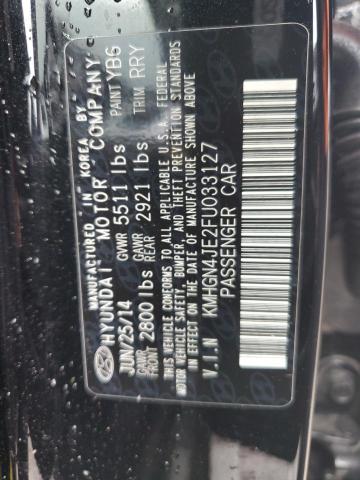 MANUFACTURED IN KOREA BY
HYUNDAI MOTOR COMPANY
JUN/25/14 GVWR 5511 lbs PAINT YB6
GAWR FRONT 2800 lbs GAWR REAR 2921 lbs TRIM RRY
THIS VEHICLE CONFORMS TO ALL APPLICABLE U.S.A. FEDERAL
MOTOR VEHICLE SAFETY, BUMPER, AND THEFT PREVENTION STANDARDS
IN EFFECT ON THE DATE OF MANUFACTURE SHOWN ABOVE
V.I.N KMHGN4JE2FU033127
PASSENGER CAR